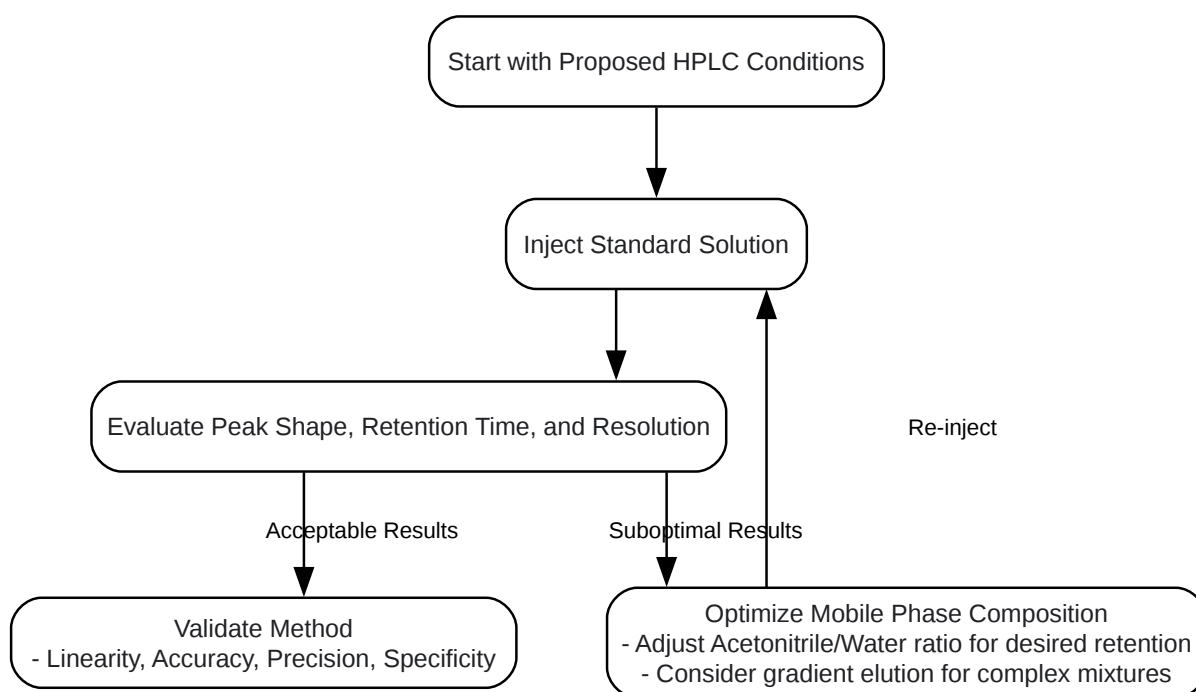 Start with Proposed HPLC Conditions
Inject Standard Solution
Evaluate Peak Shape, Retention Time, and Resolution
Re-inject
Acceptable Results
Suboptimal Results
Validate Method
- Linearity, Accuracy, Precision, Specificity
Optimize Mobile Phase Composition
- Adjust Acetonitrile/Water ratio for desired retention
- Consider gradient elution for complex mixtures